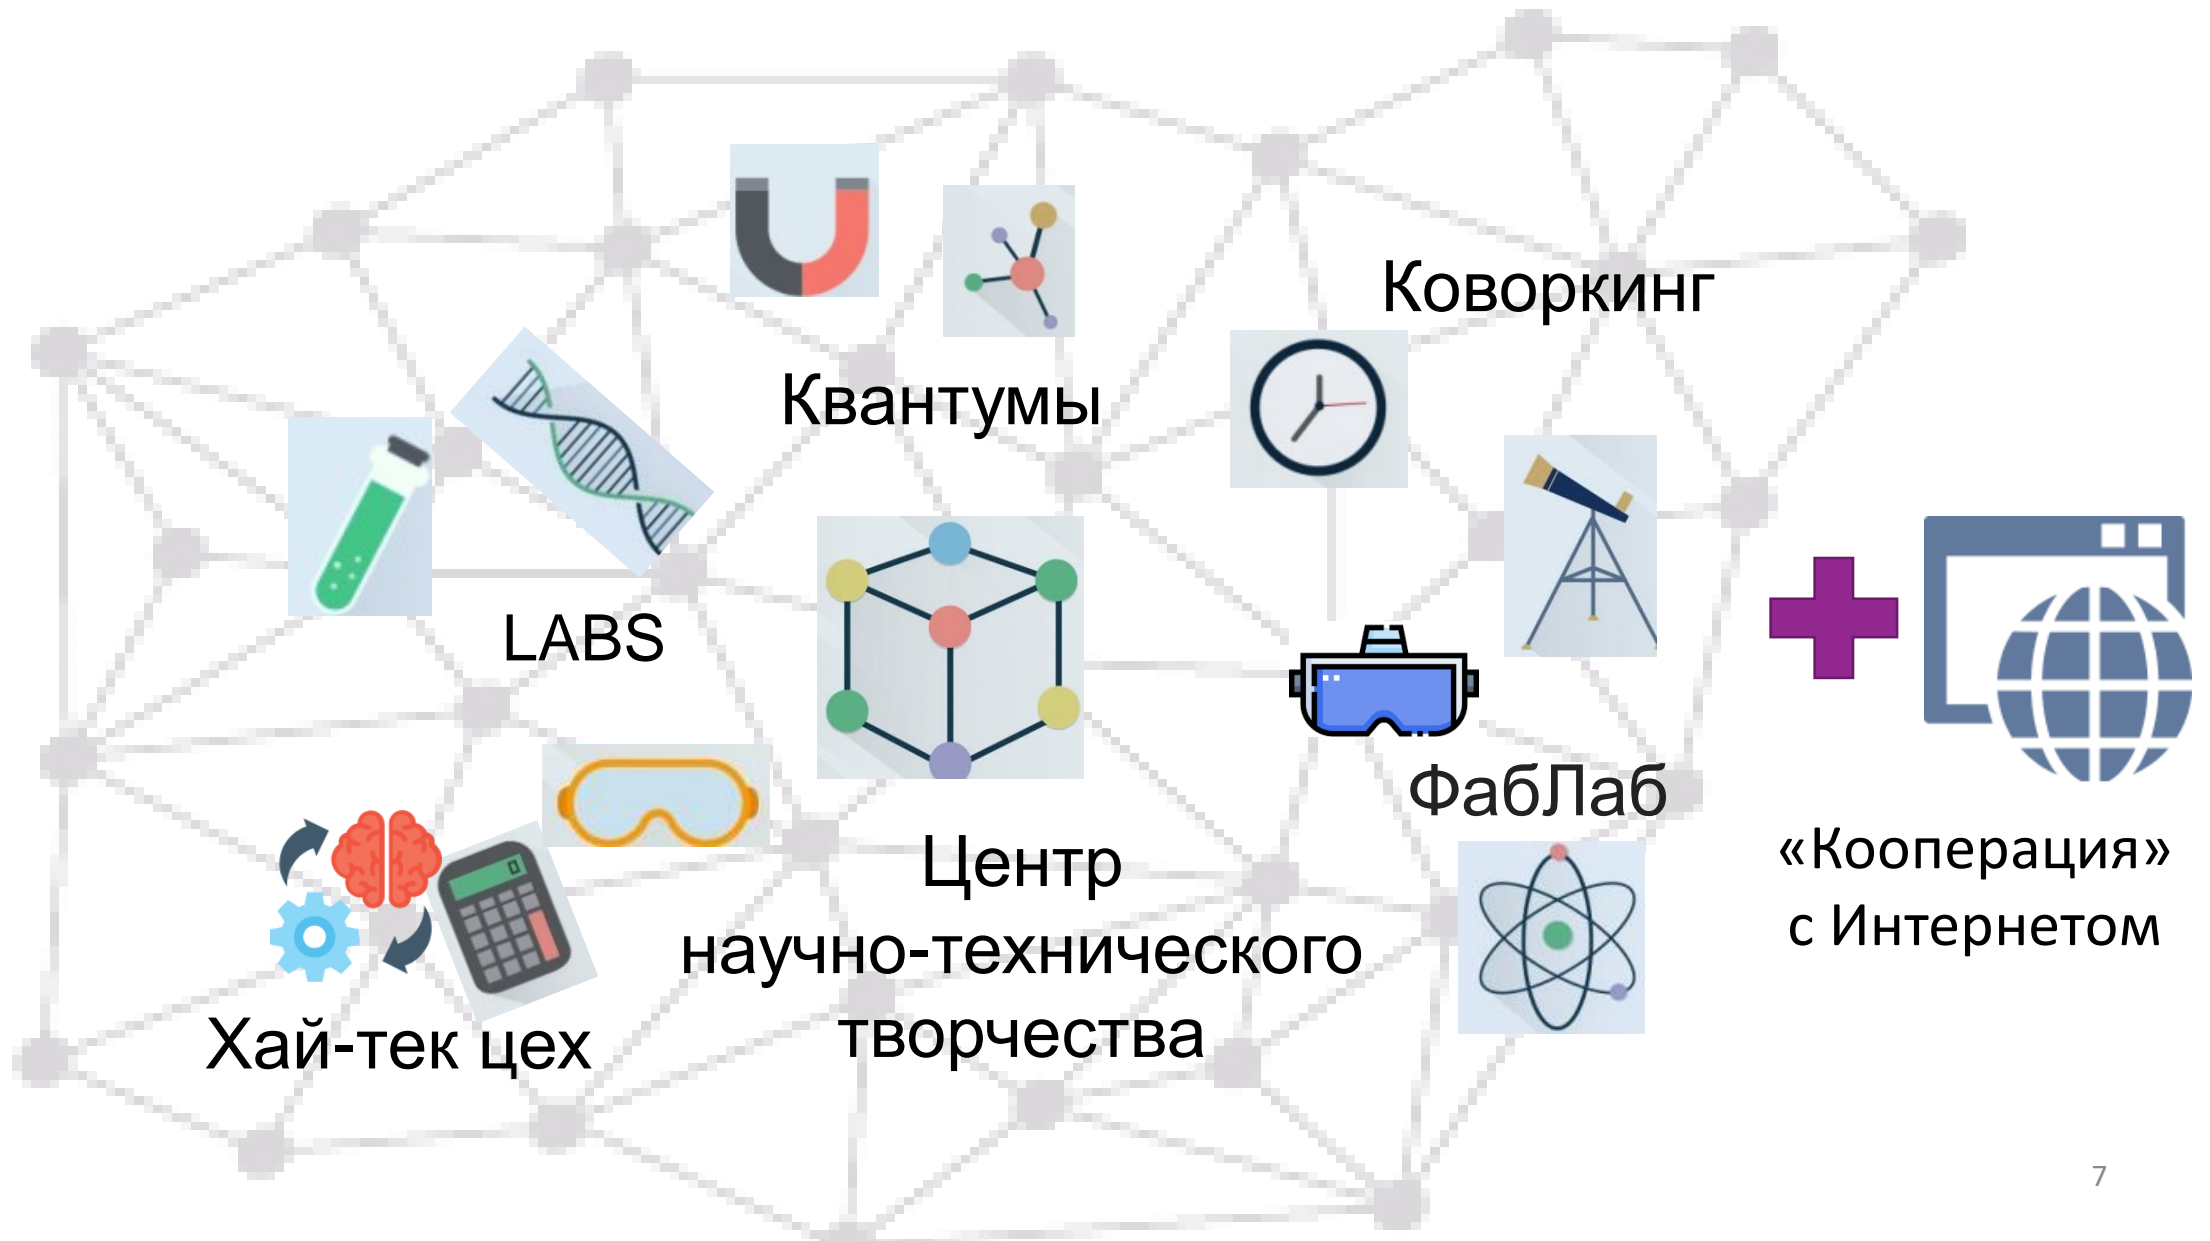 Коворкинг
Квантумы
LABS
ФабЛаб
Центр
научно-технического
творчества
Хай-тек цех
«Кооперация»
с Интернетом
7